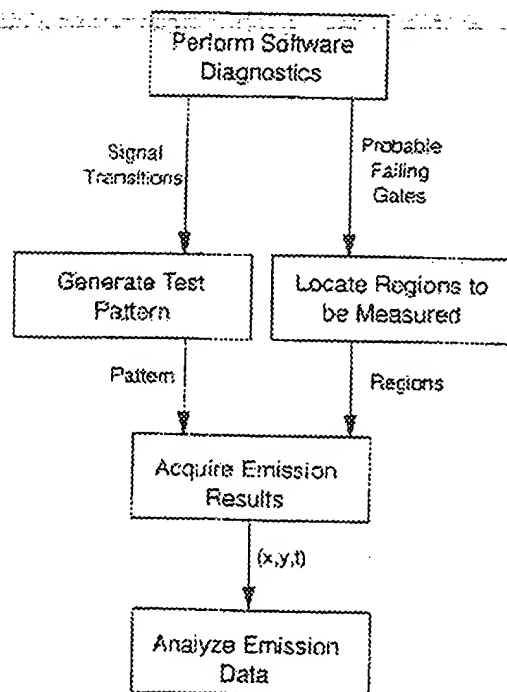 Perform Software
Diagnostics
Signal
Transitions
Probable
Failing
Gates
Generate Test
Pattern
Locate Regions to
be Measured
Pattern
Regions
Acquire Emission
Results
(x,y,t)
Analyze Emission
Data